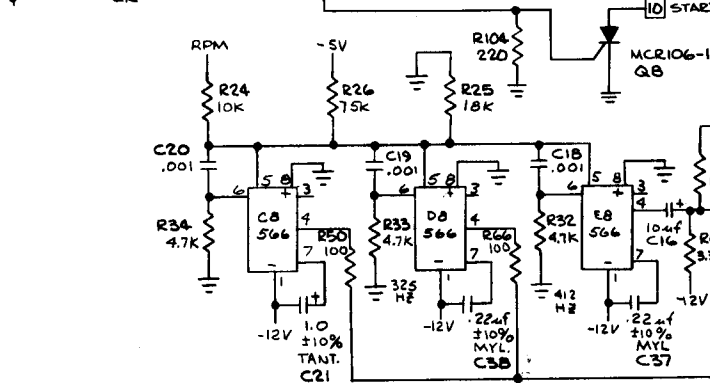 10 START
R104
220
MCR106-1
Q8
RPM
-5V
R24
10K
R26
75K
R25
18K
C20
.001
C19
.001
C18
.001
5 8
+
3
6
C8
566
4
7
-
1
R34
4.7K
R50
100
-12V
+
1.0
±10%
TANT.
C21
5 8
+
3
6
D8
566
4
7
-
1
R33
4.7K
R66
100
325
HZ
-12V
.22uf
±10%
MYL.
C38
5 8
+
3
6
E8
566
4
7
-
1
R32
4.7K
412
HZ
+
10uf
C16
-12V
-12V
.22uf
±10%
MYL
C37